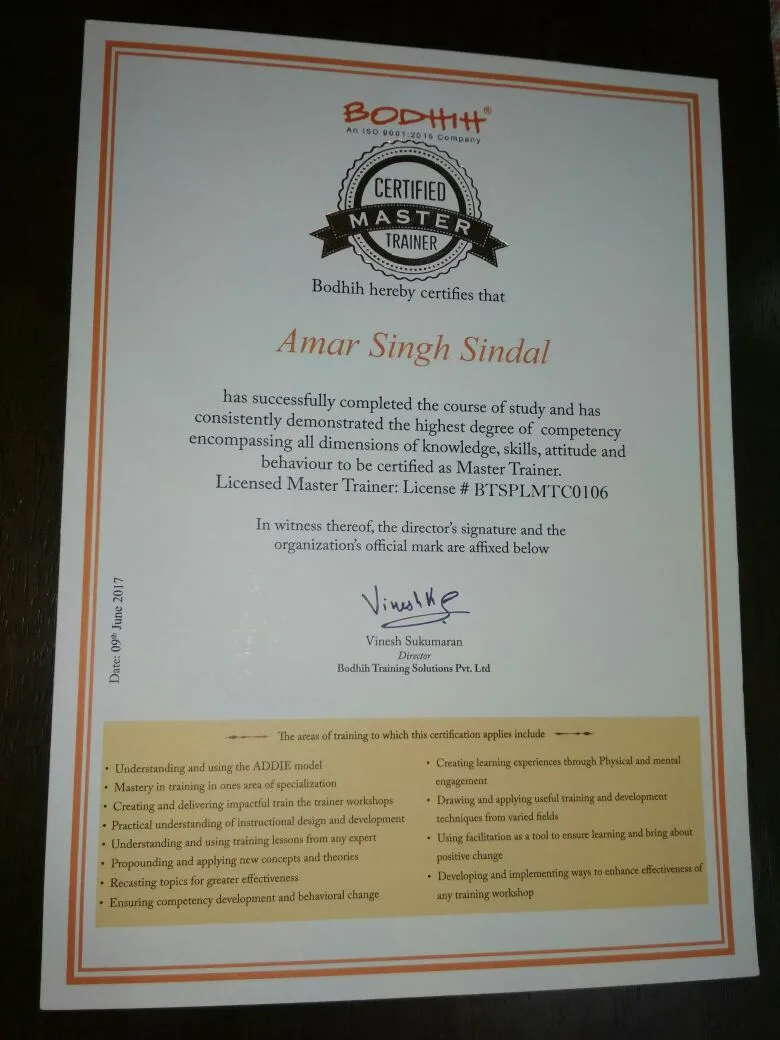 BODHIH®
An ISO 9001:2015 Company
CERTIFIED
MASTER
TRAINER
Bodhih hereby certifies that
Amar Singh Sindal
has successfully completed the course of study and has
consistently demonstrated the highest degree of competency
encompassing all dimensions of knowledge, skills, attitude and
behaviour to be certified as Master Trainer.
Licensed Master Trainer: License # BTSPLMTC0106
In witness thereof, the director's signature and the
organization's official mark are affixed below
Date: 09th June 2017
Vinesh Sukumaran
Director
Bodhih Training Solutions Pvt. Ltd
The areas of training to which this certification applies include
• Understanding and using the ADDIE model
• Mastery in training in ones area of specialization
• Creating and delivering impactful train the trainer workshops
• Practical understanding of instructional design and development
• Understanding and using training lessons from any expert
• Propounding and applying new concepts and theories
• Recasting topics for greater effectiveness
• Ensuring competency development and behavioral change
• Creating learning experiences through Physical and mental
engagement
• Drawing and applying useful training and development
techniques from varied fields
• Using facilitation as a tool to ensure learning and bring about
positive change
• Developing and implementing ways to enhance effectiveness of
any training workshop